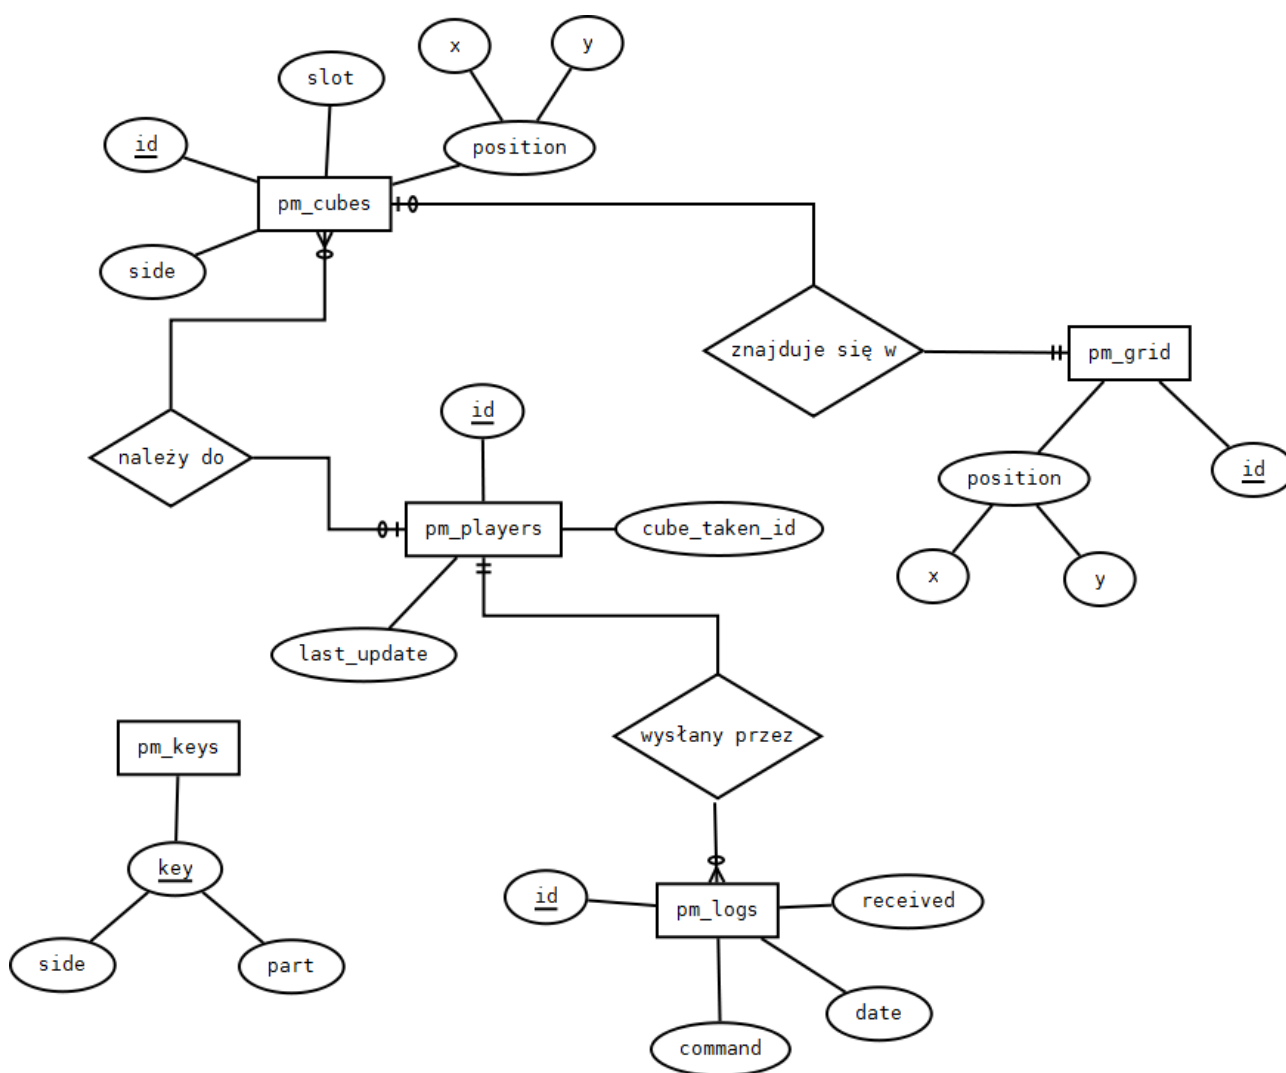 x
y
slot
id
position
pm_cubes
side
znajduje się w
pm_grid
id
należy do
position
id
pm_players
cube_taken_id
x
y
last_update
wysłany przez
pm_keys
key
id
pm_logs
received
side
part
date
command